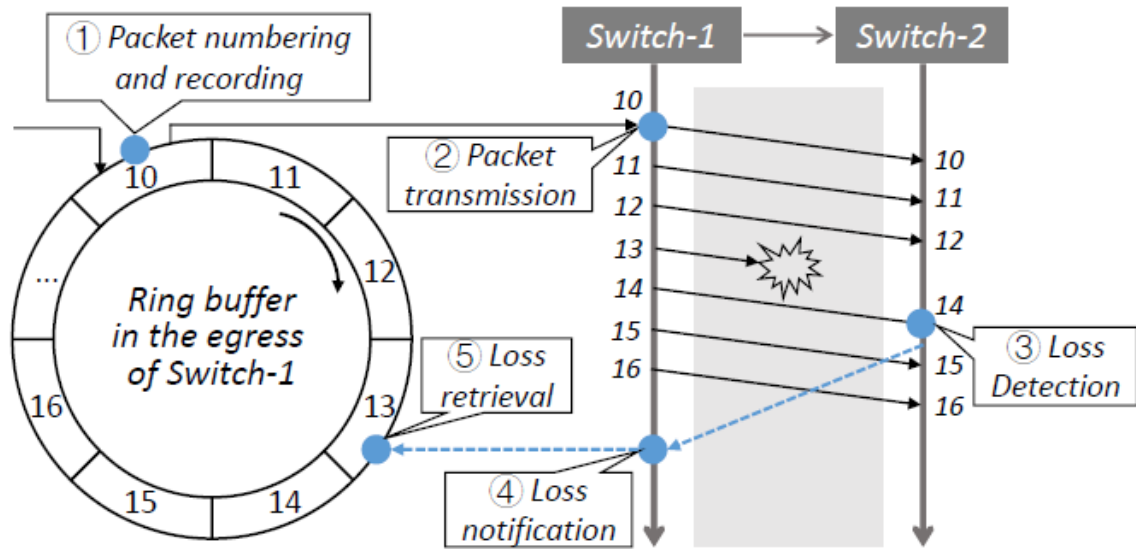 ① Packet numbering
and recording
10
11
12
13
14
15
16
...
Ring buffer
in the egress
of Switch-1
⑤ Loss
retrieval
Switch-1
Switch-2
10
11
12
13
14
15
16
② Packet
transmission
10
11
12
14
15
16
③ Loss
Detection
④ Loss
notification